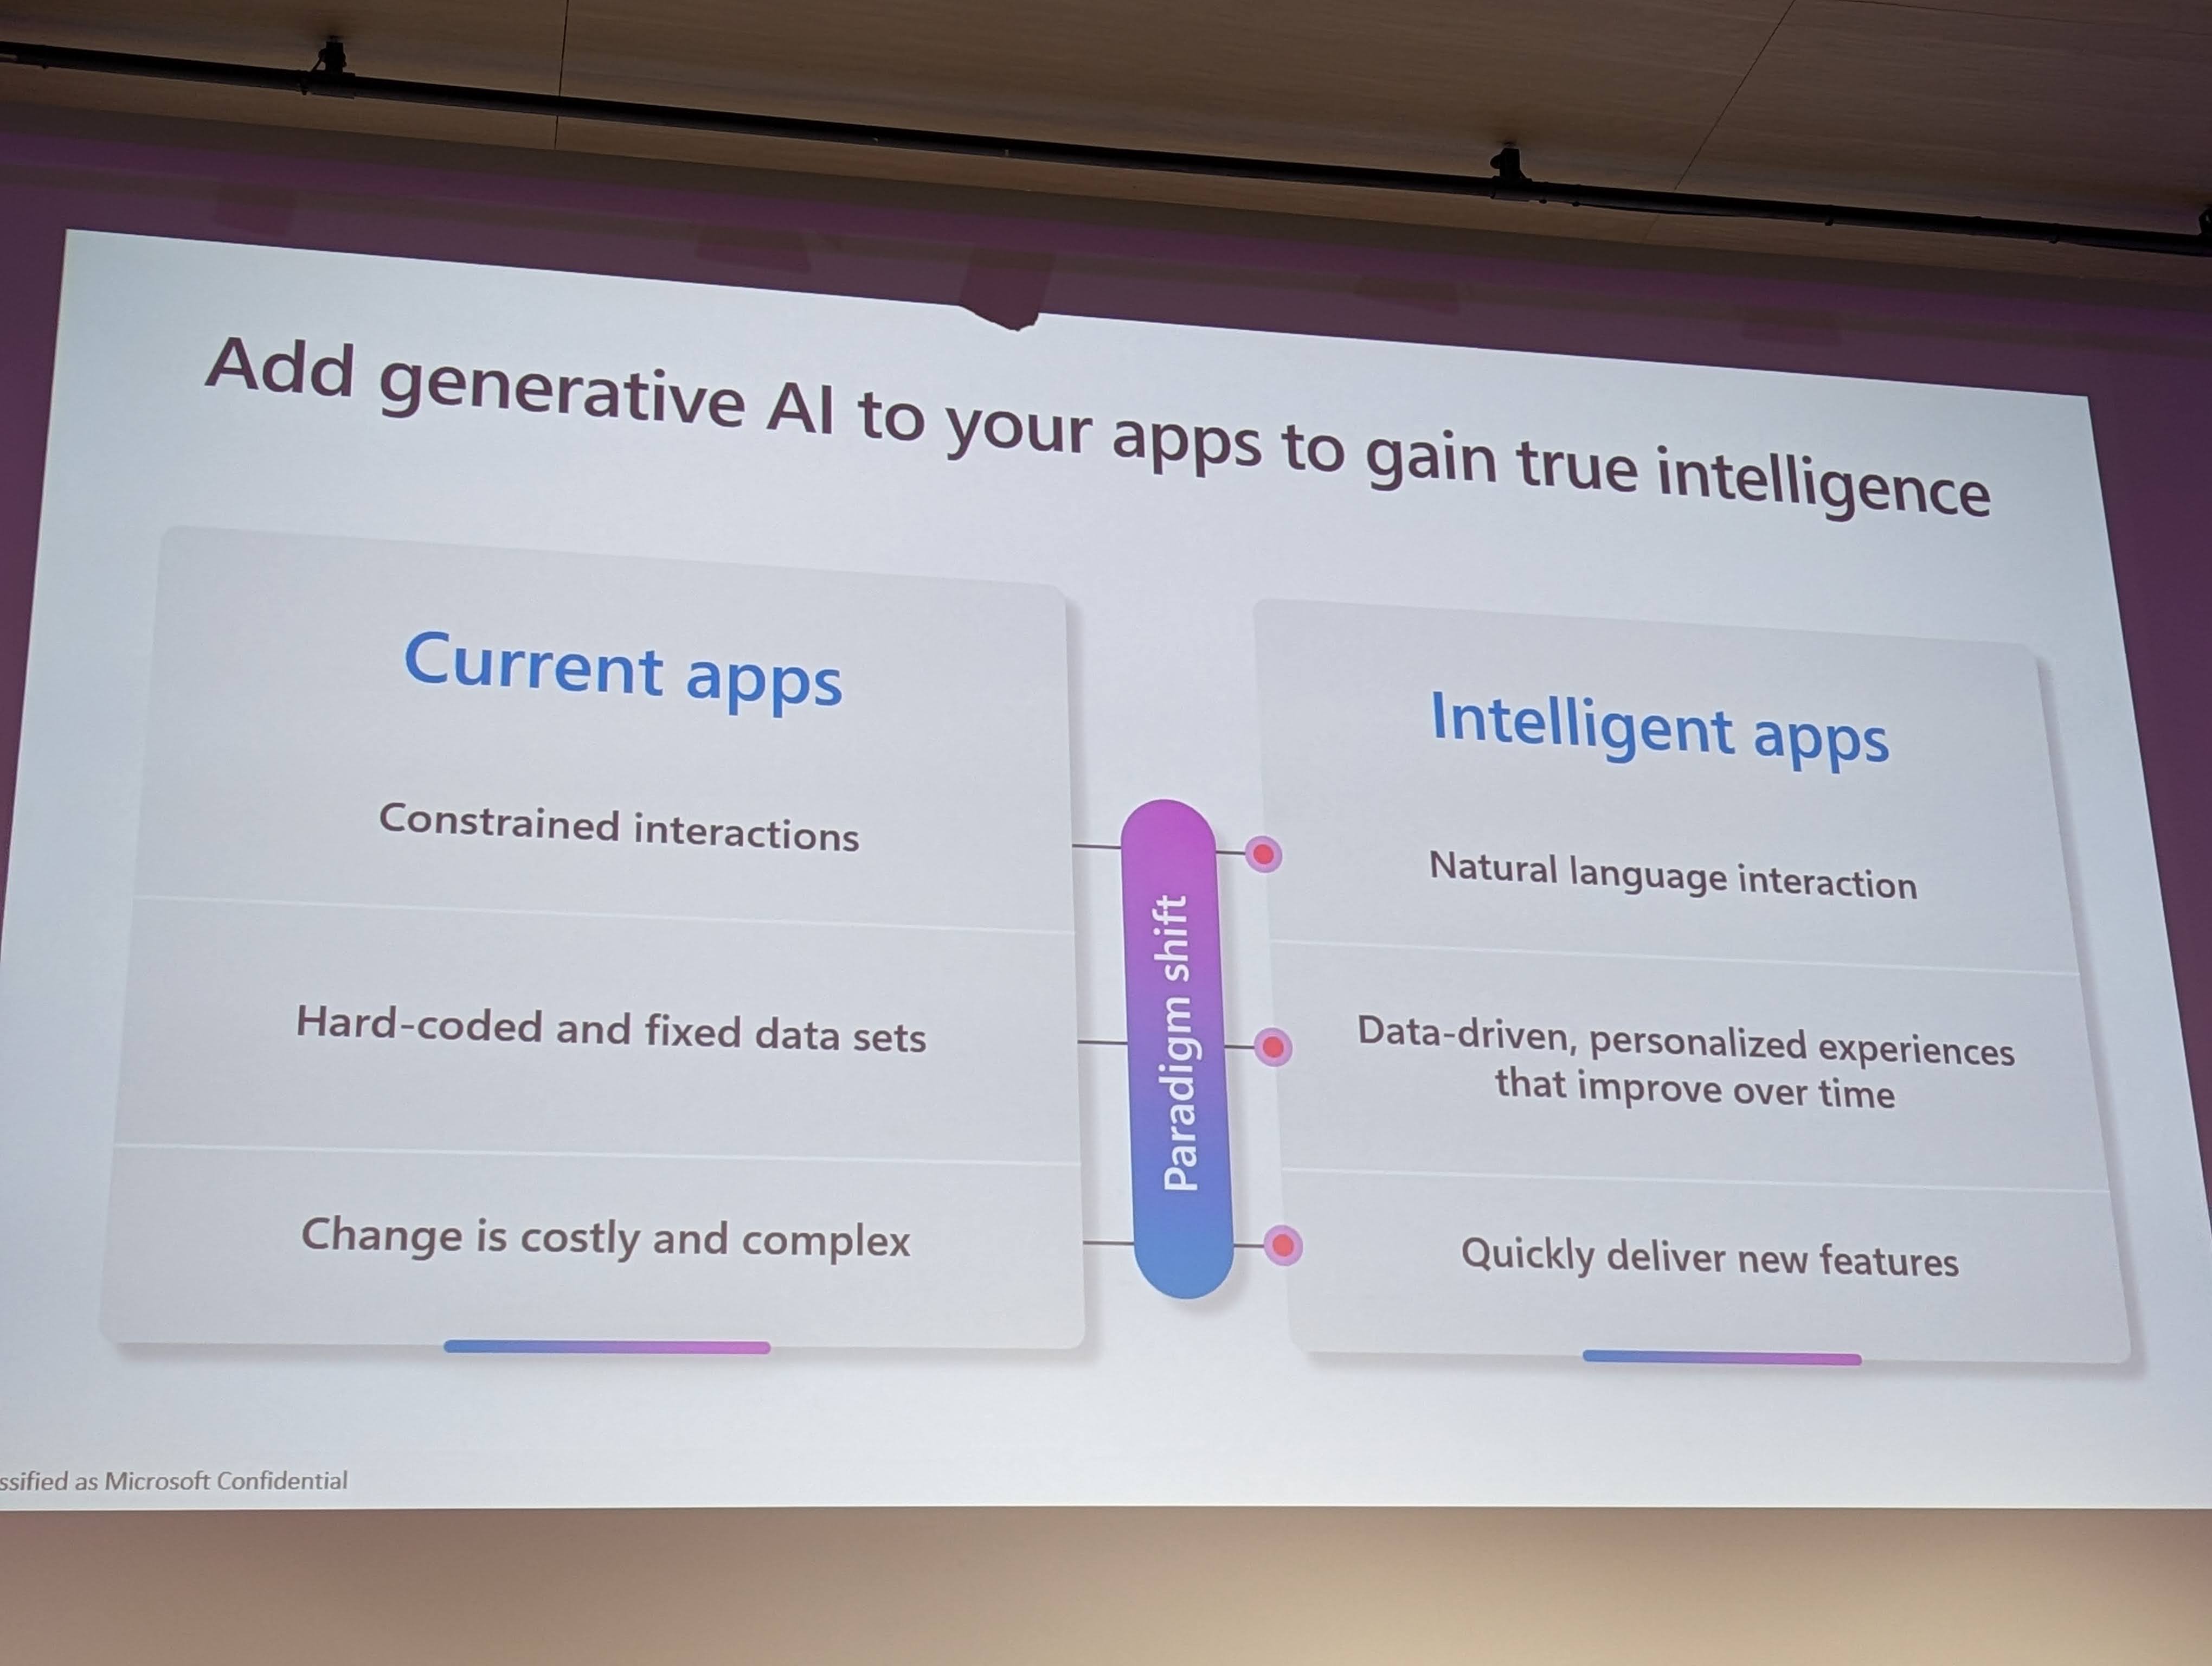 Add generative AI to your apps to gain true intelligence
Current apps
Constrained interactions
Hard-coded and fixed data sets
Change is costly and complex
Paradigm shift
Intelligent apps
Natural language interaction
Data-driven, personalized experiences
that improve over time
Quickly deliver new features
ssified as Microsoft Confidential